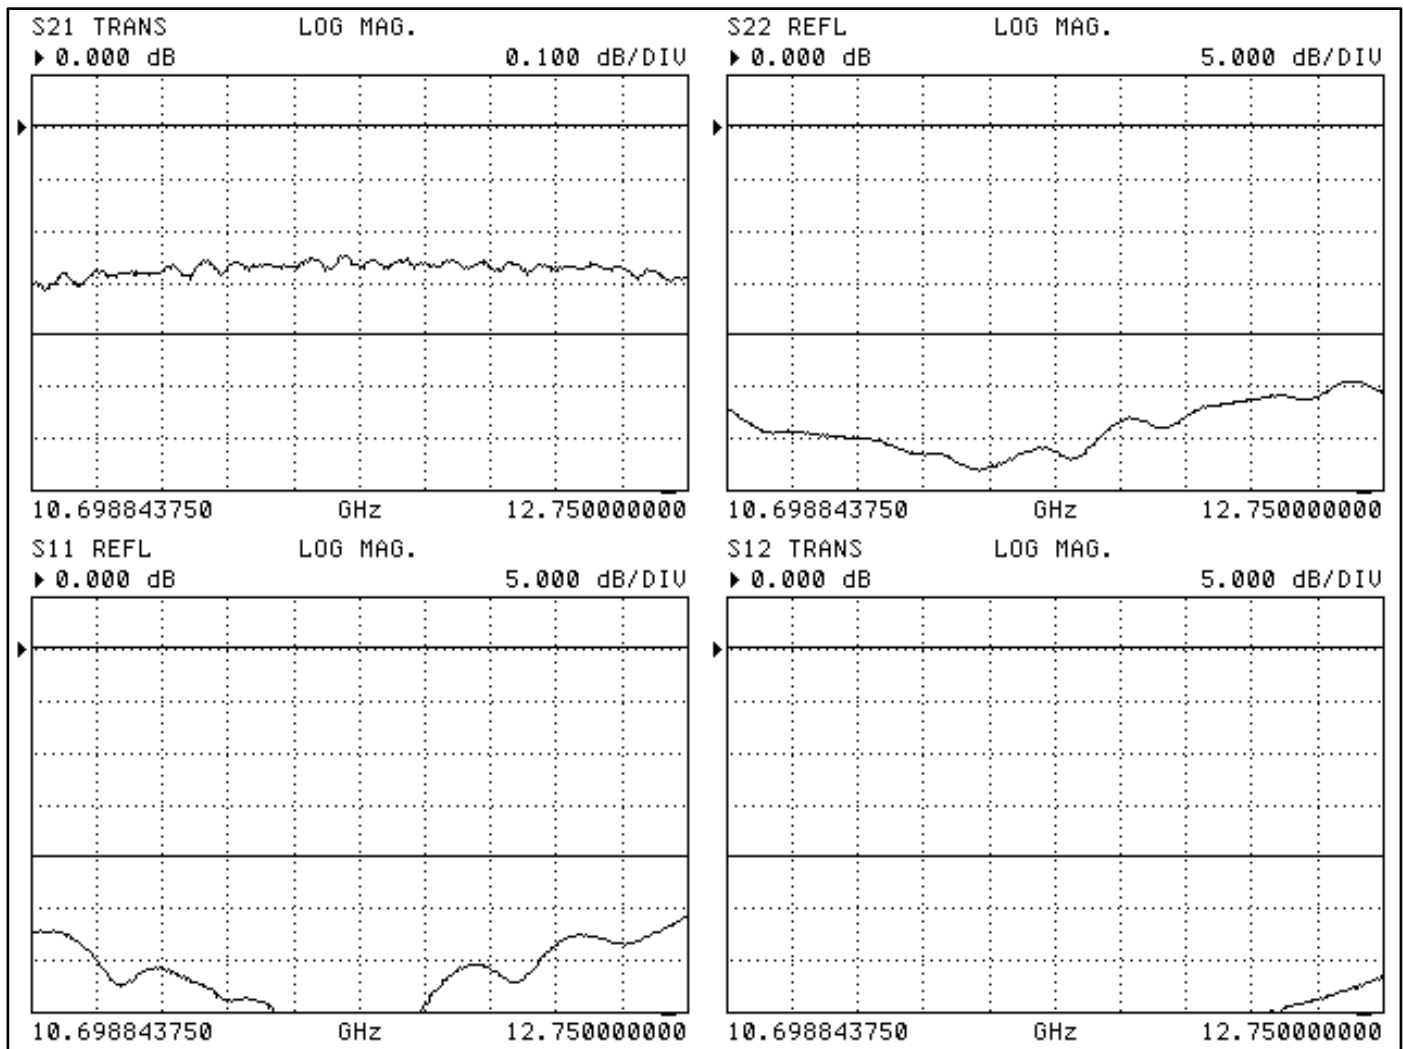 S21 TRANS LOG MAG.
▶ 0.000 dB 0.100 dB/DIV
10.698843750 GHz 12.750000000
S22 REFL LOG MAG.
▶ 0.000 dB 5.000 dB/DIV
10.698843750 GHz 12.750000000
S11 REFL LOG MAG.
▶ 0.000 dB 5.000 dB/DIV
10.698843750 GHz 12.750000000
S12 TRANS LOG MAG.
▶ 0.000 dB 5.000 dB/DIV
10.698843750 GHz 12.750000000